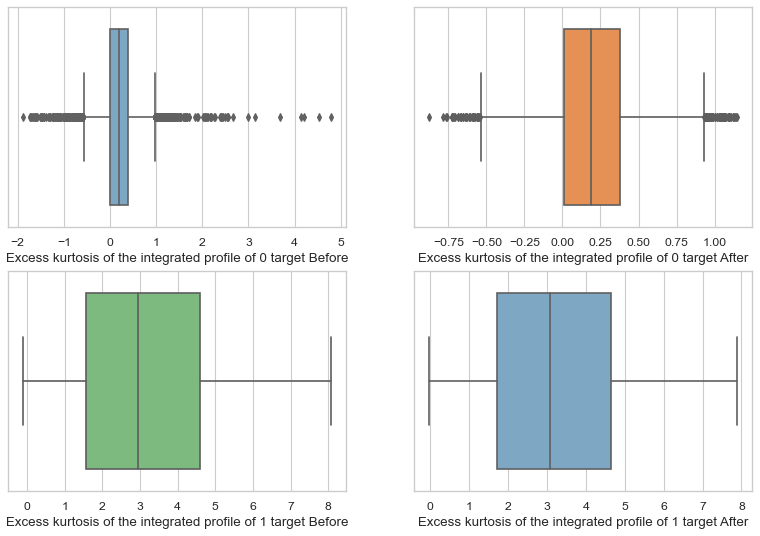 −2 −1 0 1 2 3 4 5
Excess kurtosis of the integrated profile of 0 target Before
−0.75 −0.50 −0.25 0.00 0.25 0.50 0.75 1.00
Excess kurtosis of the integrated profile of 0 target After
0 1 2 3 4 5 6 7 8
Excess kurtosis of the integrated profile of 1 target Before
0 1 2 3 4 5 6 7 8
Excess kurtosis of the integrated profile of 1 target After